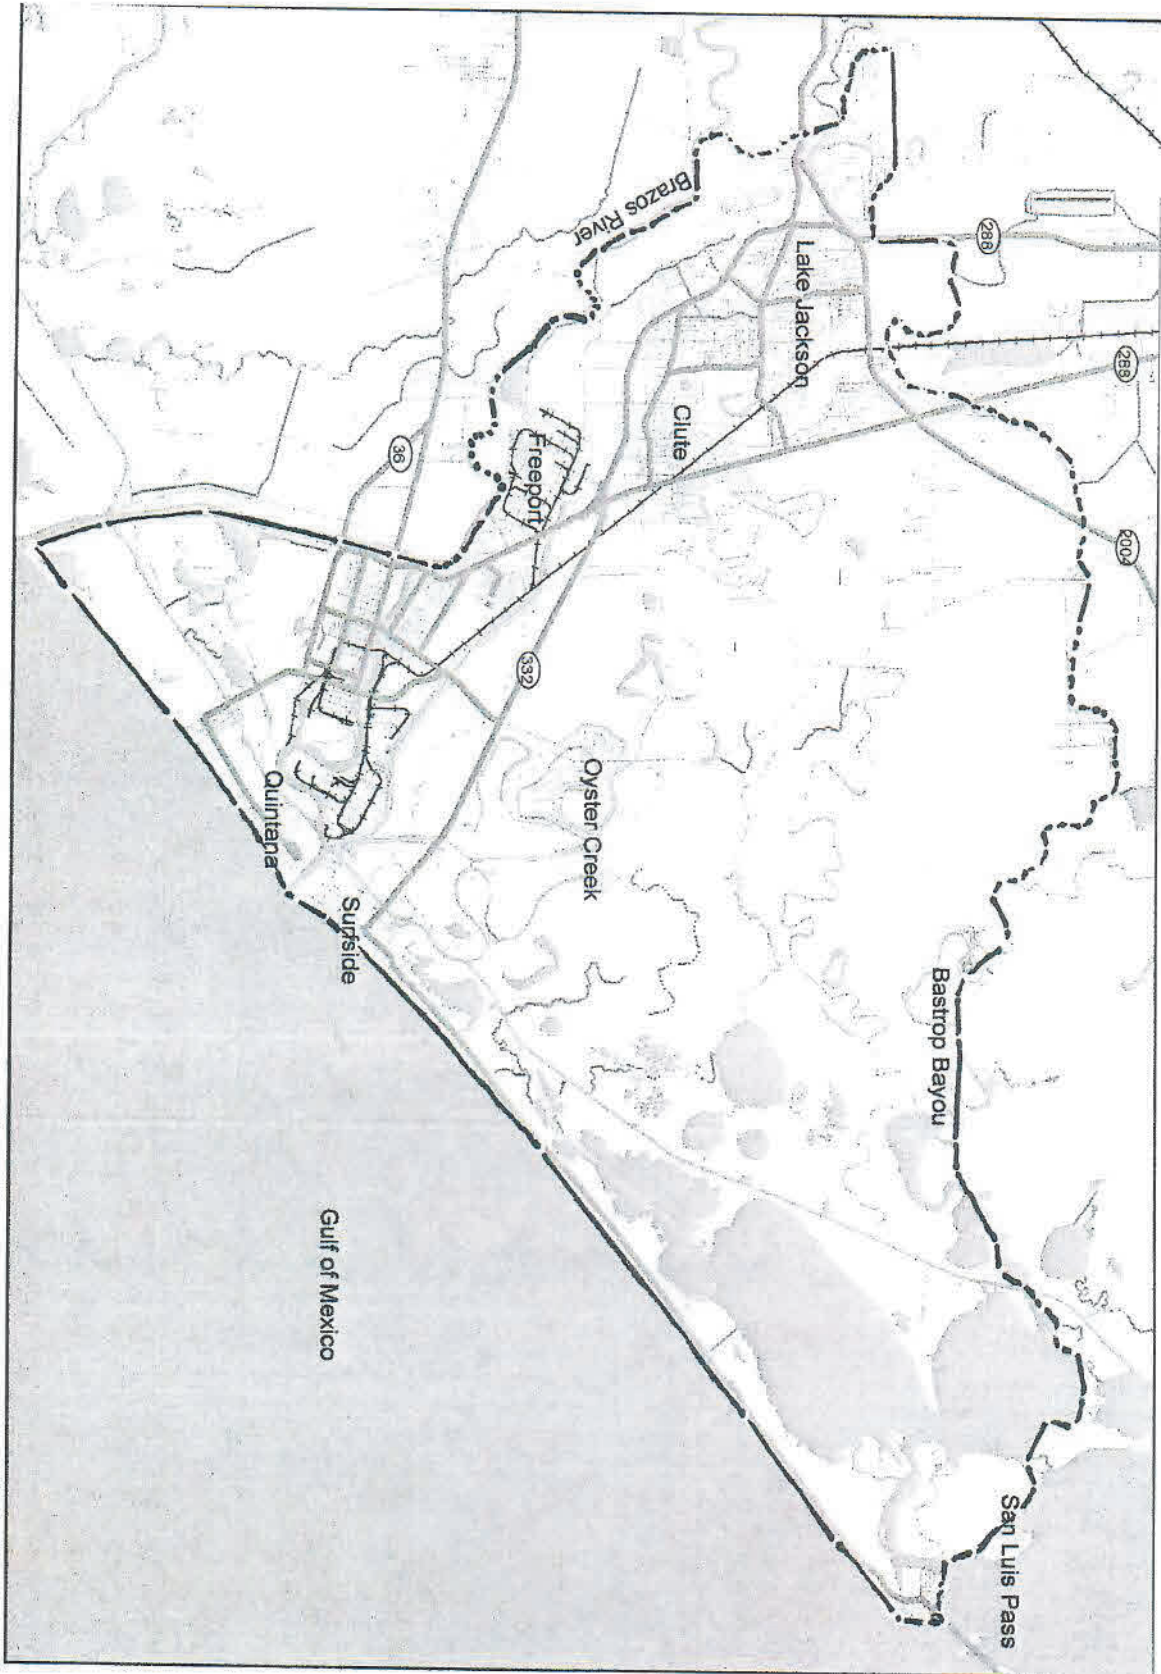 288
2004
San Luis Pass
288
Bastrop Bayou
Lake Jackson
Clute
Brazos River
Oyster Creek
Freeport
332
36
Surfside
Gulf of Mexico
Quintana